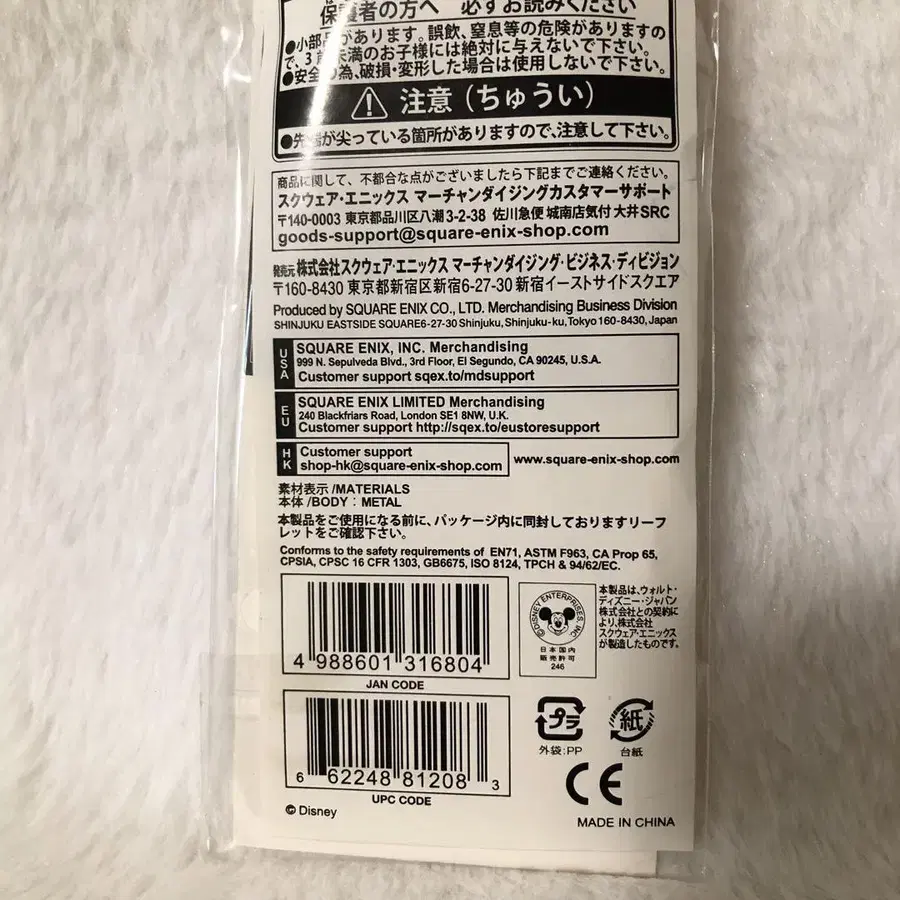 保護者の方へ 必ずお読みください
●小部品があります。誤飲、窒息等の危険がありますの
で、3歳未満のお子様には絶対に与えないで下さい。
●安全の為、破損・変形した場合は使用しないで下さい。
注意（ちゅうい）
●先端が尖っている箇所がありますので、注意して下さい。
商品に関して、不都合な点がございましたら下記までご連絡ください。
スクウェア・エニックス マーチャンダイジングカスタマーサポート
〒140-0003 東京都品川区八潮3-2-38 佐川急便 城南店気付 大井SRC
goods-support@square-enix-shop.com
発売元 株式会社スクウェア・エニックス マーチャンダイジング・ビジネス・ディビジョン
〒160-8430 東京都新宿区新宿6-27-30 新宿イーストサイドスクエア
Produced by SQUARE ENIX CO., LTD. Merchandising Business Division
SHINJUKU EASTSIDE SQUARE6-27-30 Shinjuku, Shinjuku-ku, Tokyo 160-8430, Japan
USA
SQUARE ENIX, INC. Merchandising
999 N. Sepulveda Blvd., 3rd Floor, El Segundo, CA 90245, U.S.A.
Customer support sqex.to/mdsupport
EU
SQUARE ENIX LIMITED Merchandising
240 Blackfriars Road, London SE1 8NW, U.K.
Customer support http://sqex.to/eustoresupport
HK
Customer support
shop-hk@square-enix-shop.com
www.square-enix-shop.com
素材表示 /MATERIALS
本体 /BODY：METAL
本製品をご使用になる前に、パッケージ内に同封しておりますリーフ
レットをご確認下さい。
Conforms to the safety requirements of EN71, ASTM F963, CA Prop 65,
CPSIA, CPSC 16 CFR 1303, GB6675, ISO 8124, TPCH & 94/62/EC.
4 988601 316804
JAN CODE
©DISNEY ENTERPRISES, INC.
日本国内
販売許可
246
本製品は、ウォルト・
ディズニー・ジャパン
株式会社との契約に
より、株式会社
スクウェア・エニックス
が製造したものです。
6 62248 81208 3
UPC CODE
プラ
外袋：PP
紙
台紙
CE
© Disney
MADE IN CHINA